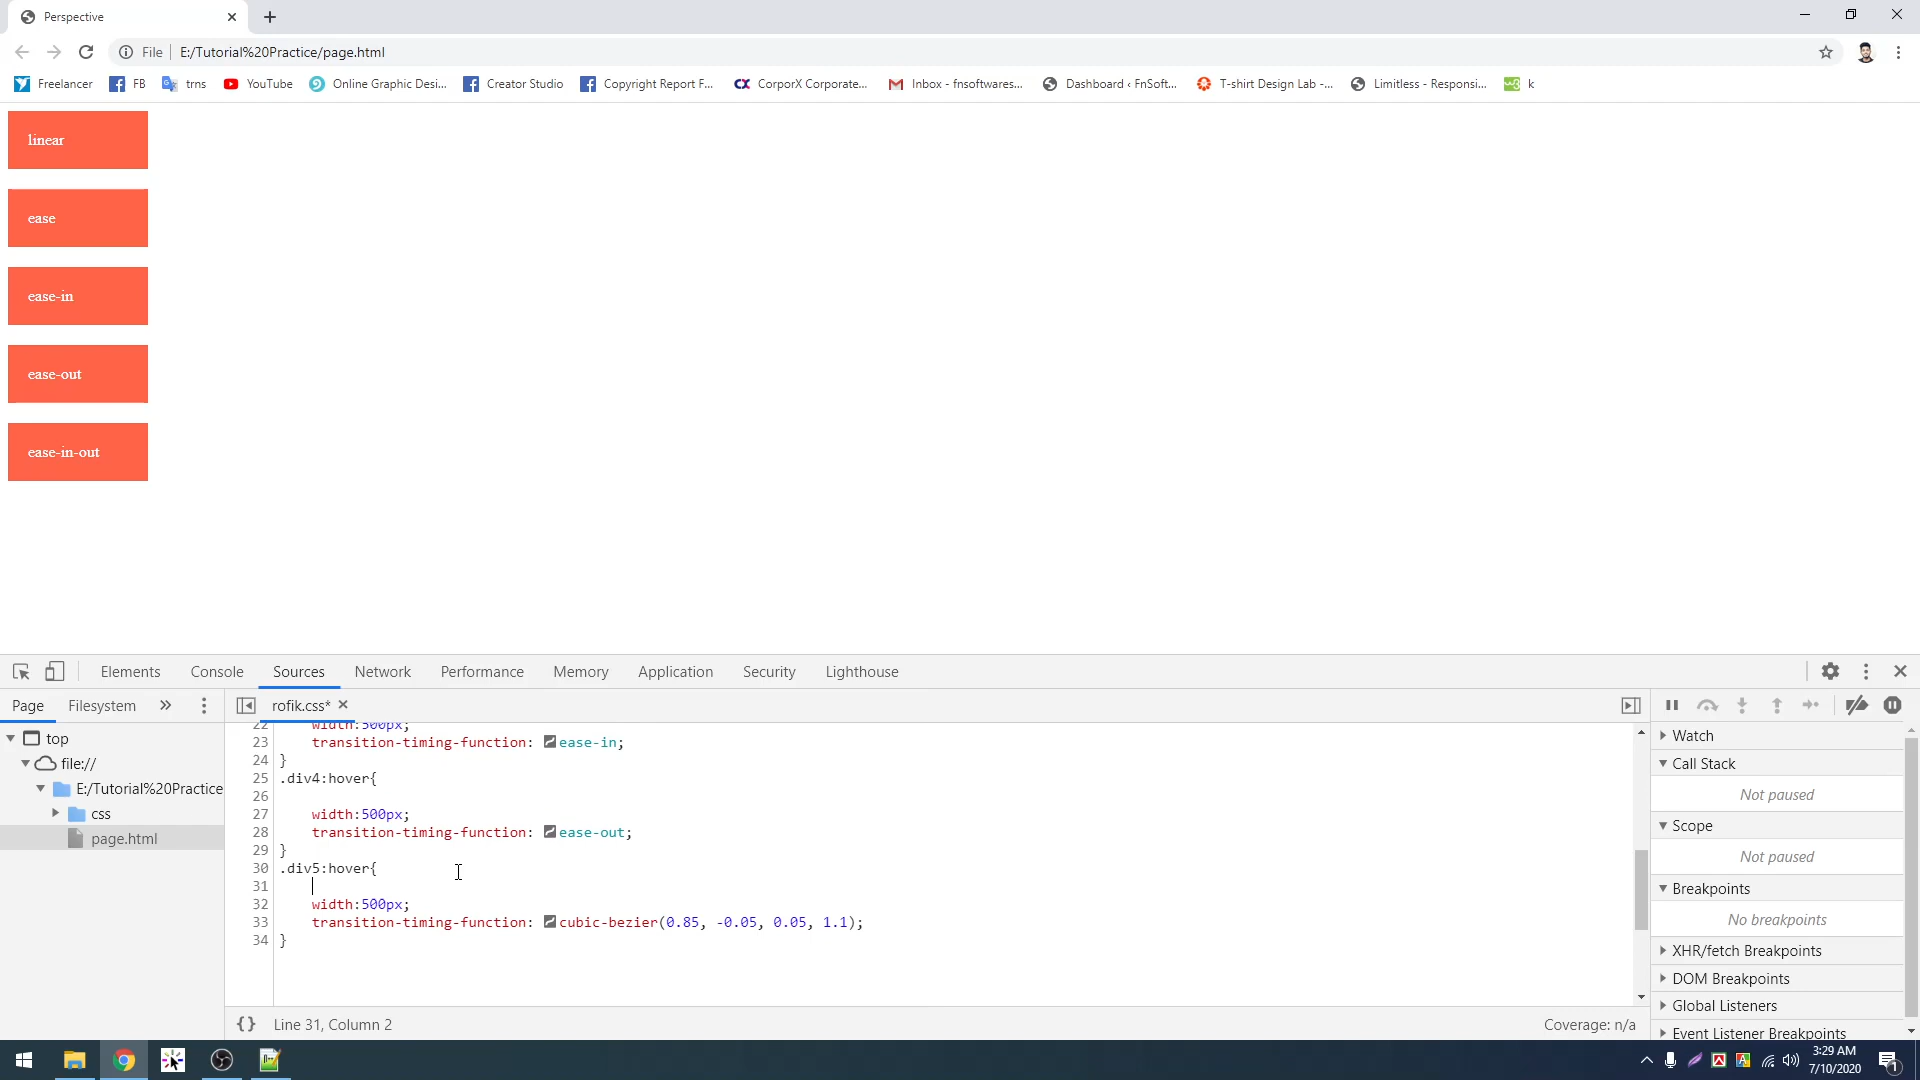 Perspective
File E:/Tutorial%20Practice/page.html
Freelancer FB trns YouTube Online Graphic Desi... Creator Studio Copyright Report F... CX CorporX Corporate... Inbox - fnsoftwares... Dashboard ‹ FnSoft... T-shirt Design Lab -... Limitless - Responsi... k
linear
ease
ease-in
ease-out
ease-in-out
Elements Console Sources Network Performance Memory Application Security Lighthouse
Page Filesystem » rofik.css*
top
file://
E:/Tutorial%20Practice
css
page.html
22 width:500px;
23 transition-timing-function: ease-in;
24 }
25 .div4:hover{
26
27 width:500px;
28 transition-timing-function: ease-out;
29 }
30 .div5:hover{
31
32 width:500px;
33 transition-timing-function: cubic-bezier(0.85, -0.05, 0.05, 1.1);
34 }
{ } Line 31, Column 2 Coverage: n/a
Watch
Call Stack
Not paused
Scope
Not paused
Breakpoints
No breakpoints
XHR/fetch Breakpoints
DOM Breakpoints
Global Listeners
Event Listener Breakpoints
3:29 AM
7/10/2020
1